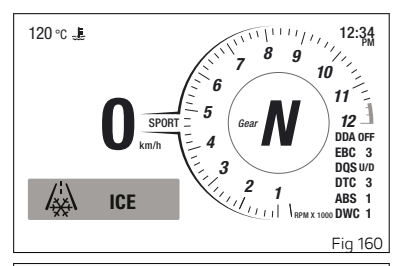 120 °C
12:34
PM
0
km/h
SPORT
Gear
N
1
2
3
4
5
6
7
8
9
10
11
12
RPM X 1000
DDA OFF
EBC 3
DQS U/D
DTC 3
ABS 1
DWC 1
ICE
Fig 160